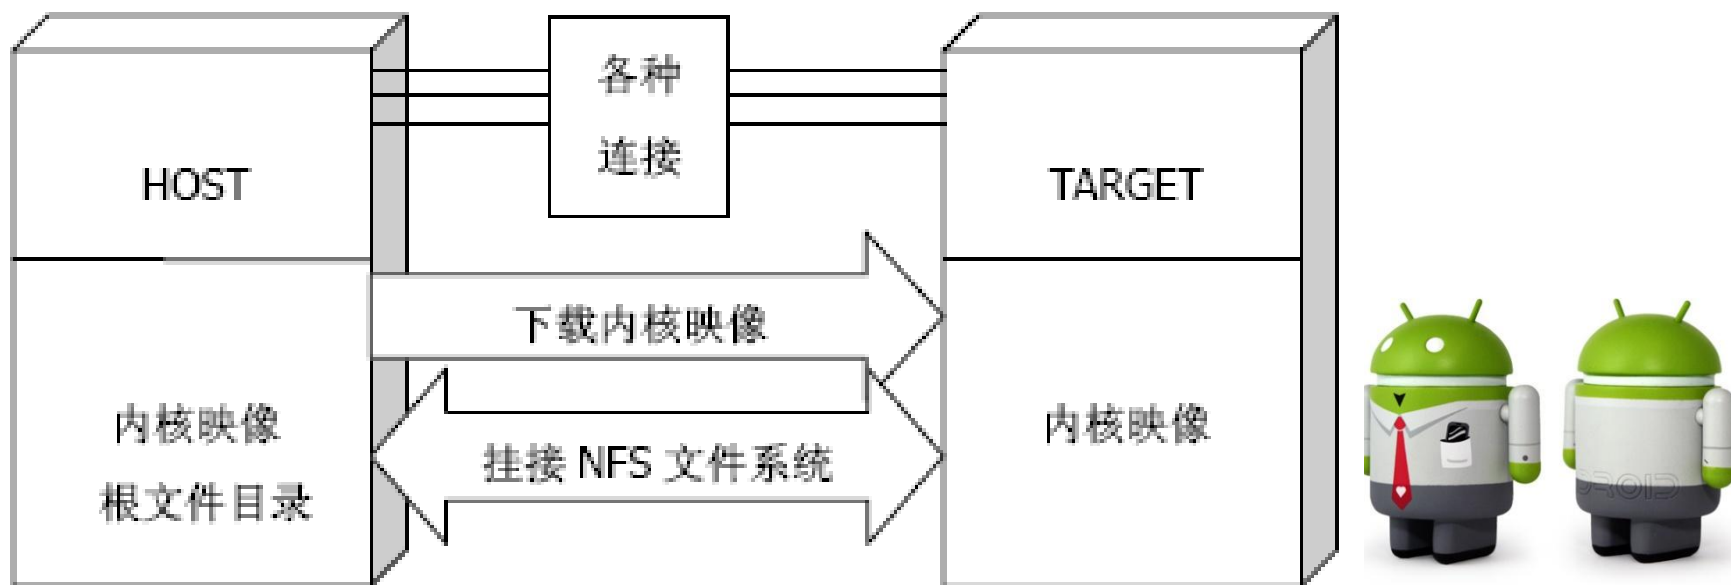 各种
连接
HOST
TARGET
下载内核映像
内核映像
根文件目录
挂接 NFS 文件系统
内核映像
DROID